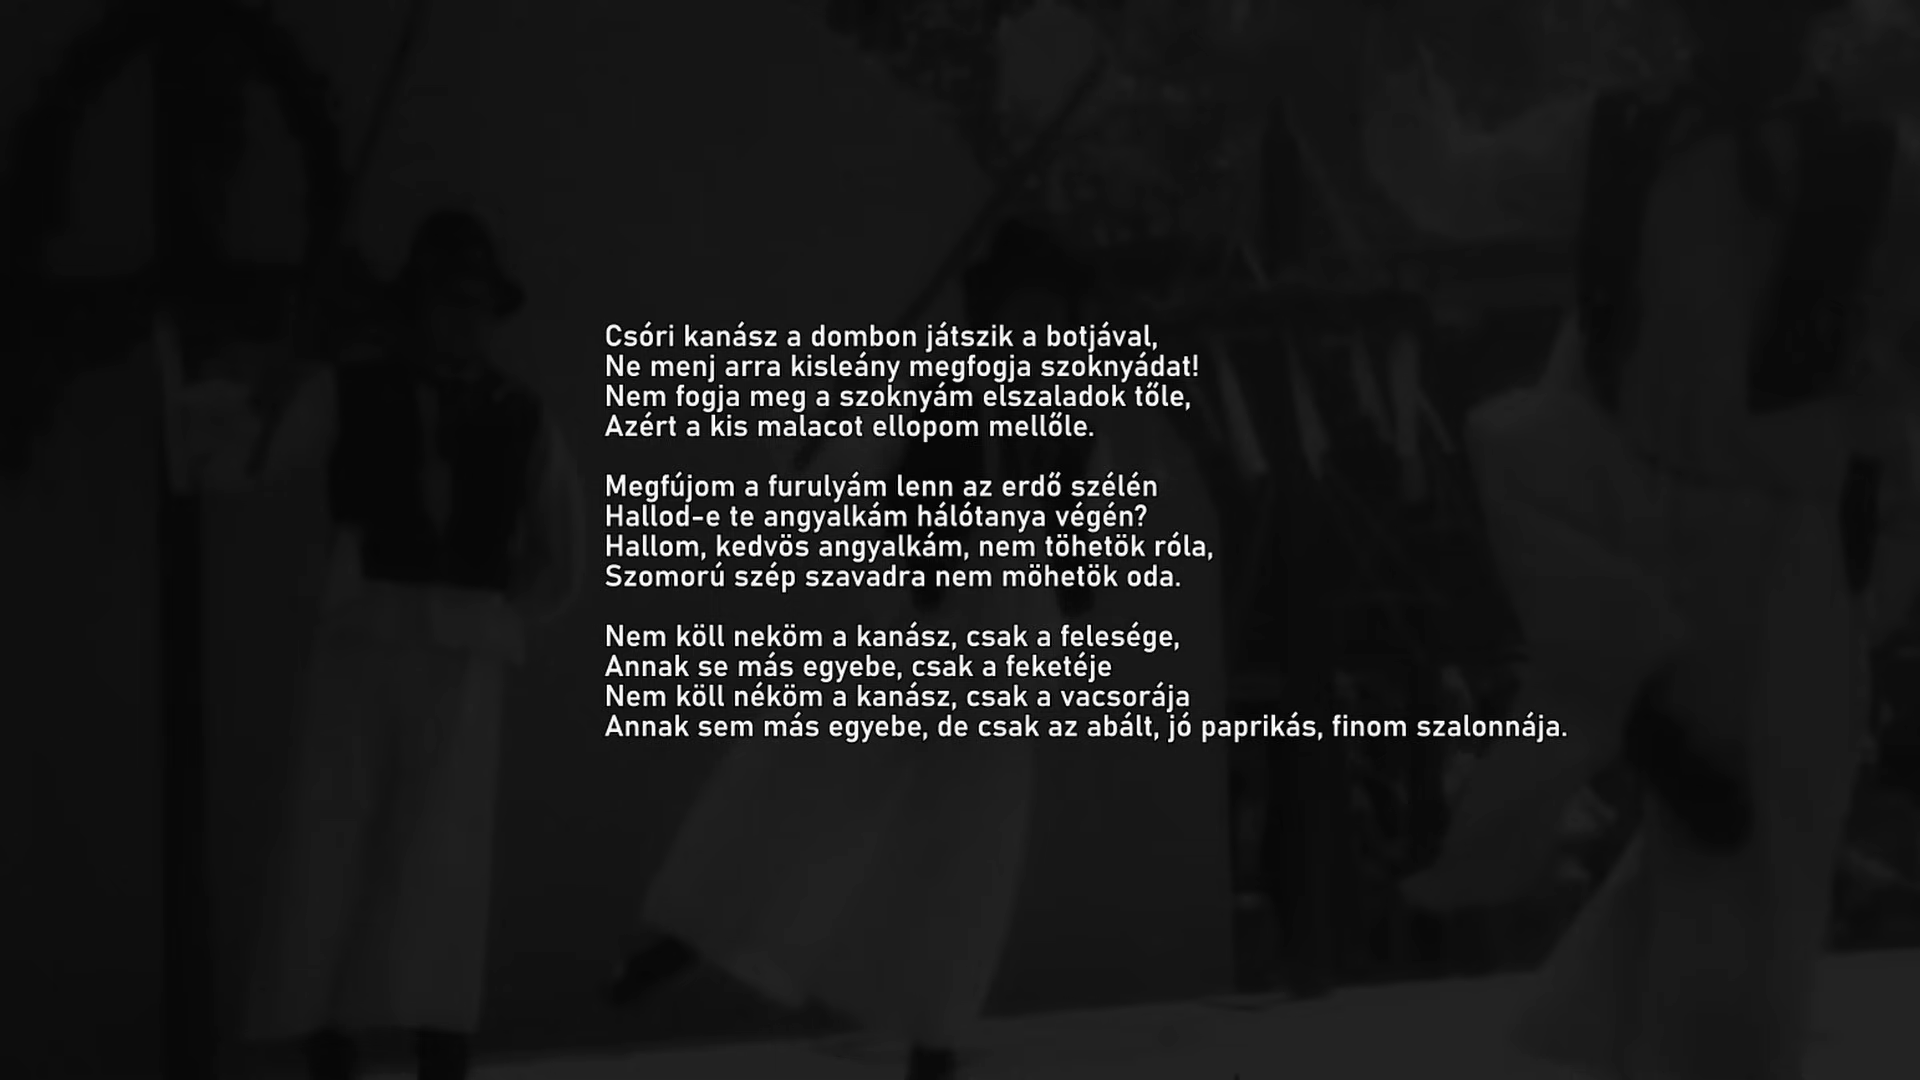 Csóri kanász a dombon játszik a botjával,
Ne menj arra kisleány megfogja szoknyádat!
Nem fogja meg a szoknyám elszaladok tőle,
Azért a kis malacot ellopom mellőle.
Megfújom a furulyám lenn az erdő szélén
Hallod-e te angyalkám hálótanya végén?
Hallom, kedvös angyalkám, nem töhetök róla,
Szomorú szép szavadra nem möhetök oda.
Nem köll neköm a kanász, csak a felesége,
Annak se más egyebe, csak a feketéje
Nem köll néköm a kanász, csak a vacsorája
Annak sem más egyebe, de csak az abált, jó paprikás, finom szalonnája.